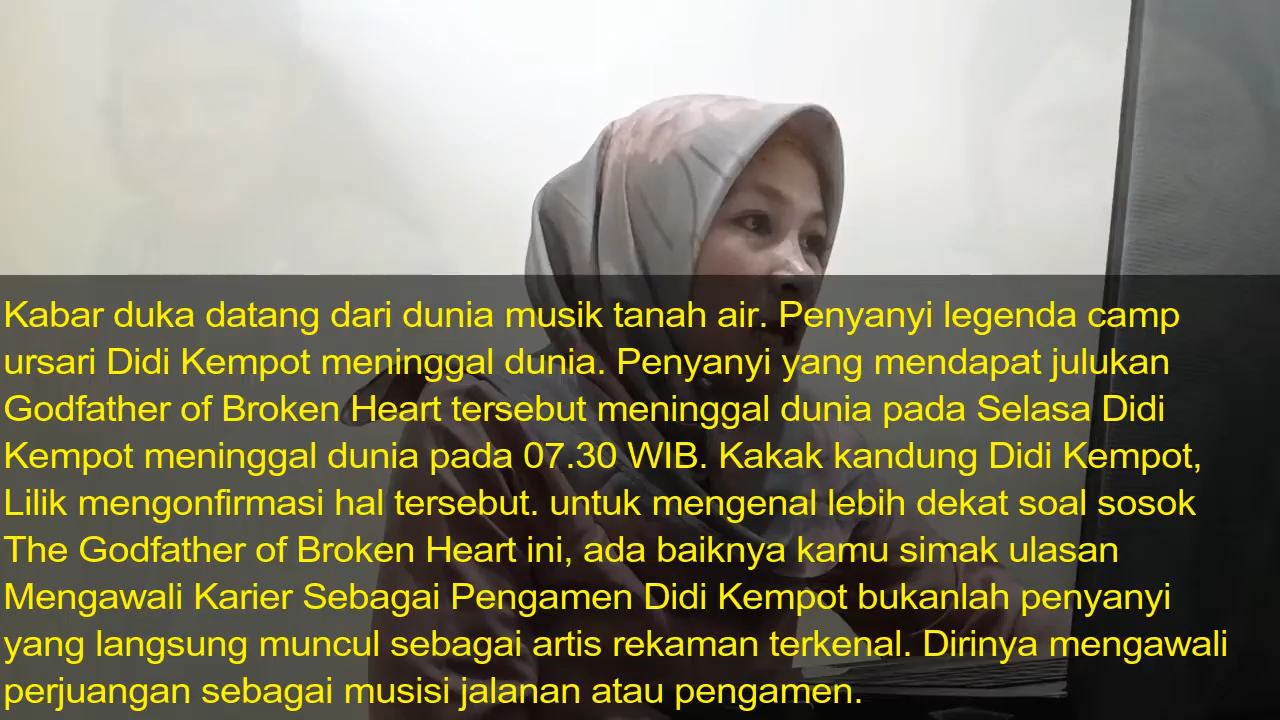 Kabar duka datang dari dunia musik tanah air. Penyanyi legenda camp
ursari Didi Kempot meninggal dunia. Penyanyi yang mendapat julukan
Godfather of Broken Heart tersebut meninggal dunia pada Selasa Didi
Kempot meninggal dunia pada 07.30 WIB. Kakak kandung Didi Kempot,
Lilik mengonfirmasi hal tersebut. untuk mengenal lebih dekat soal sosok
The Godfather of Broken Heart ini, ada baiknya kamu simak ulasan
Mengawali Karier Sebagai Pengamen Didi Kempot bukanlah penyanyi
yang langsung muncul sebagai artis rekaman terkenal. Dirinya mengawali
perjuangan sebagai musisi jalanan atau pengamen.